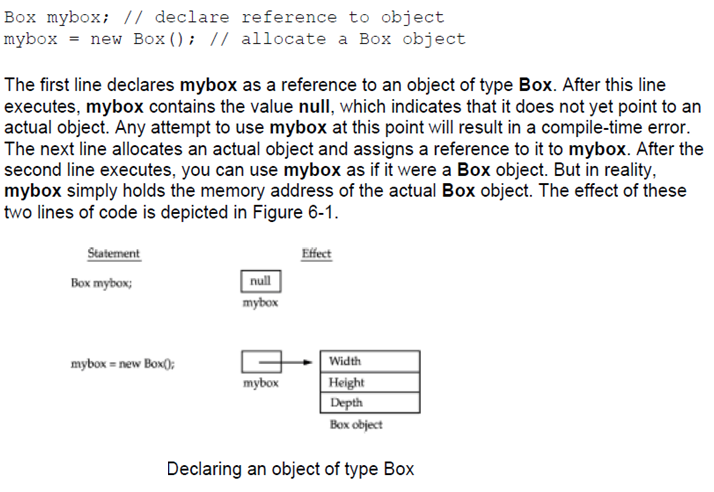 Box mybox; // declare reference to object
mybox = new Box(); // allocate a Box object
The first line declares mybox as a reference to an object of type Box. After this line
executes, mybox contains the value null, which indicates that it does not yet point to an
actual object. Any attempt to use mybox at this point will result in a compile-time error.
The next line allocates an actual object and assigns a reference to it to mybox. After the
second line executes, you can use mybox as if it were a Box object. But in reality,
mybox simply holds the memory address of the actual Box object. The effect of these
two lines of code is depicted in Figure 6-1.
Statement Effect
Box mybox; null
mybox
mybox = new Box(); Width
mybox Height
Depth
Box object
Declaring an object of type Box